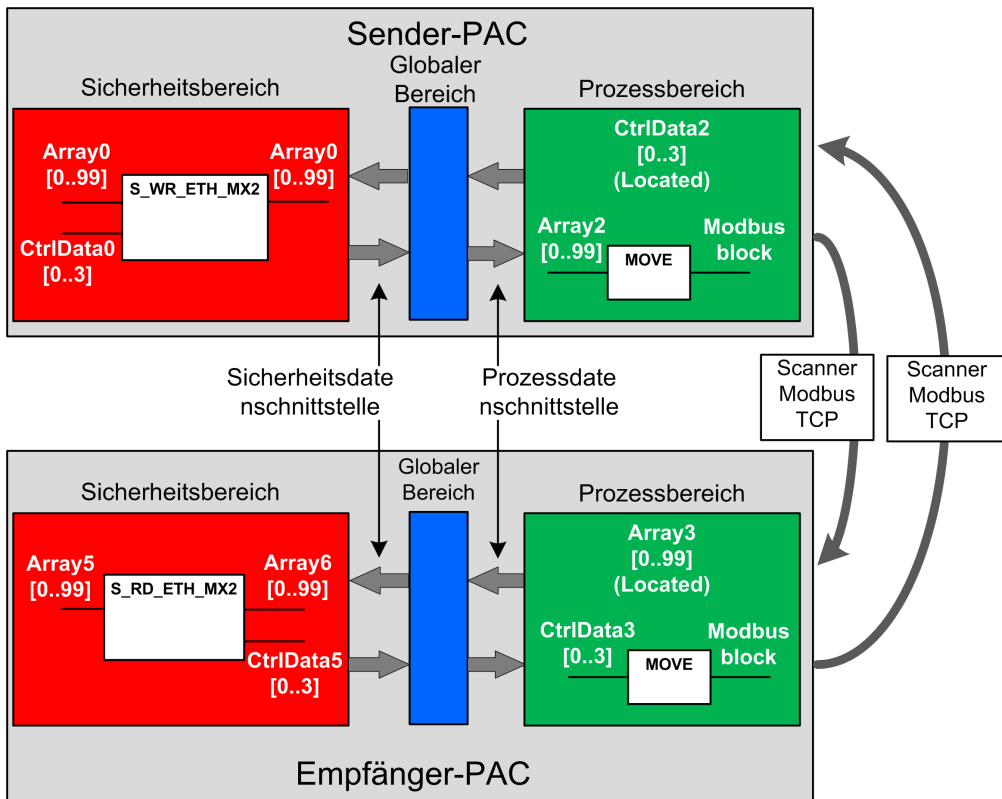 Sender-PAC
Sicherheitsbereich
Globaler
Bereich
Prozessbereich
Array0
[0..99]
Array0
[0..99]
S_WR_ETH_MX2
CtrlData0
[0..3]
CtrlData2
[0..3]
(Located)
Array2
[0..99]
MOVE
Modbus
block
Sicherheitsdate
nschnittstelle
Prozessdate
nschnittstelle
Scanner
Modbus
TCP
Scanner
Modbus
TCP
Sicherheitsbereich
Globaler
Bereich
Prozessbereich
Array5
[0..99]
S_RD_ETH_MX2
Array6
[0..99]
CtrlData5
[0..3]
Array3
[0..99]
(Located)
CtrlData3
[0..3]
MOVE
Modbus
block
Empfänger-PAC